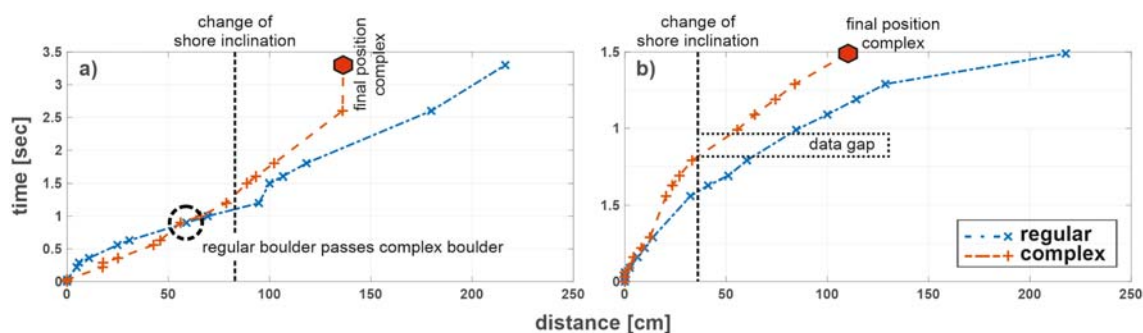 change of
shore inclination
a)
final position
complex
regular boulder passes complex boulder
3.5
3
2.5
2
1.5
1
0.5
0
0
50
100
150
200
250
time [sec]
change of
shore inclination
final position
complex
b)
data gap
regular
complex
1.5
1
1.5
0
0
50
100
150
200
250
distance [cm]